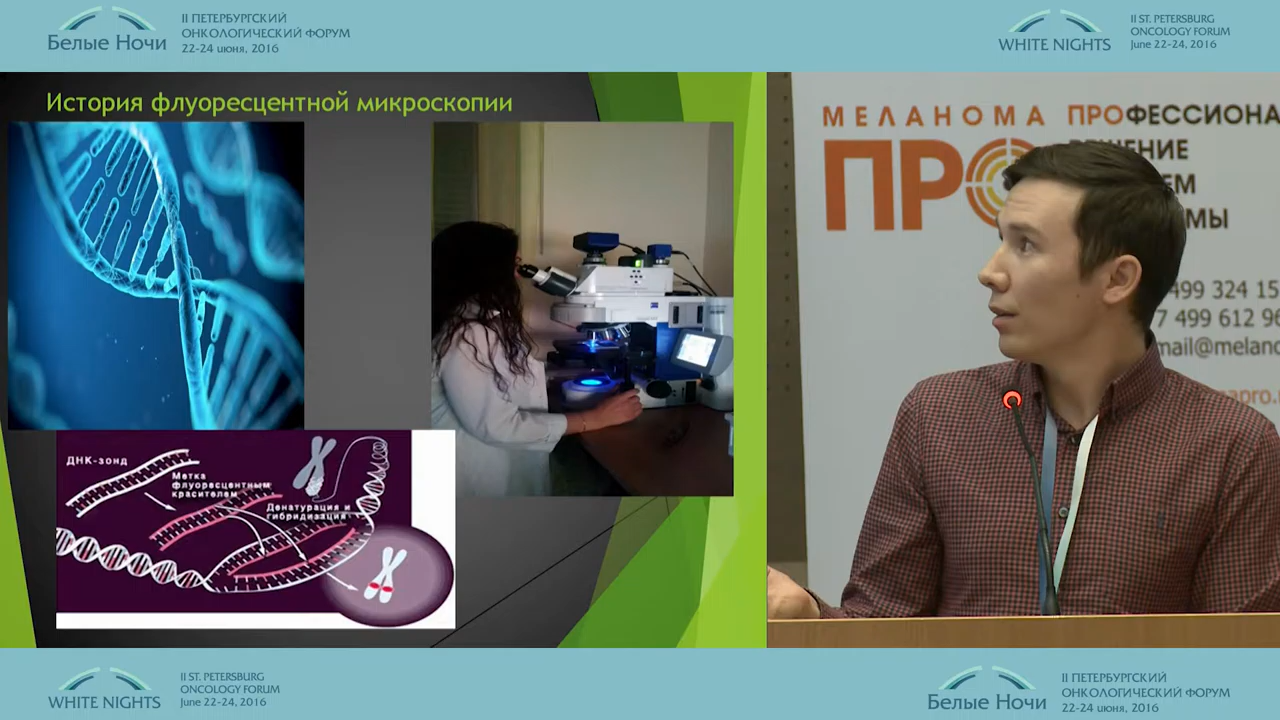 Белые Ночи
II ПЕТЕРБУРГСКИЙ
ОНКОЛОГИЧЕСКИЙ ФОРУМ
22-24 июня, 2016
WHITE NIGHTS
II ST. PETERSBURG
ONCOLOGY FORUM
June 22-24, 2016
История флуоресцентной микроскопии
ДНК-зонд
Метка
флуоресцентным
красителем
Денатурация и
гибридизация
МЕЛАНОМА
ПРО
ПРОФЕССИОНА
ЕМ
МЫ
499 324 15
7 499 612 96
mail@melano
apro.
WHITE NIGHTS
II ST. PETERSBURG
ONCOLOGY FORUM
June 22-24, 2016
Белые Ночи
II ПЕТЕРБУРГСКИЙ
ОНКОЛОГИЧЕСКИЙ ФОРУМ
22-24 июня, 2016